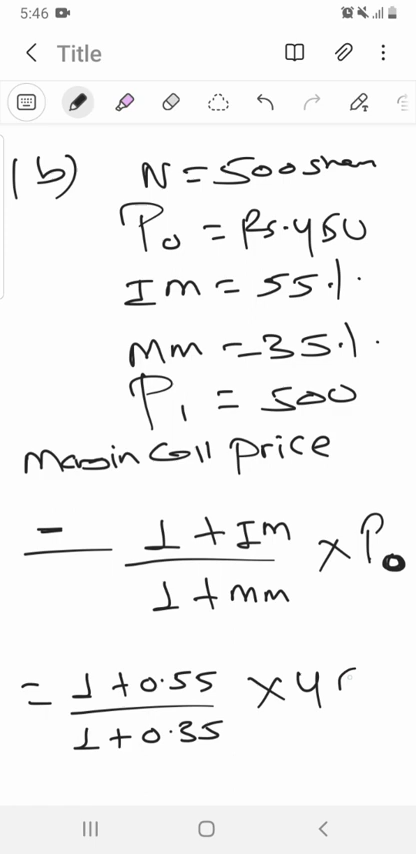 5:46
Title
(b) N = 500 shares
P0 = Rs. 450
Im = 55%.
Mm = 35%.
P1 = 500
Margin Call price
= 1 + Im / 1 + mm × P0
= 1 + 0.55 / 1 + 0.35 × 4